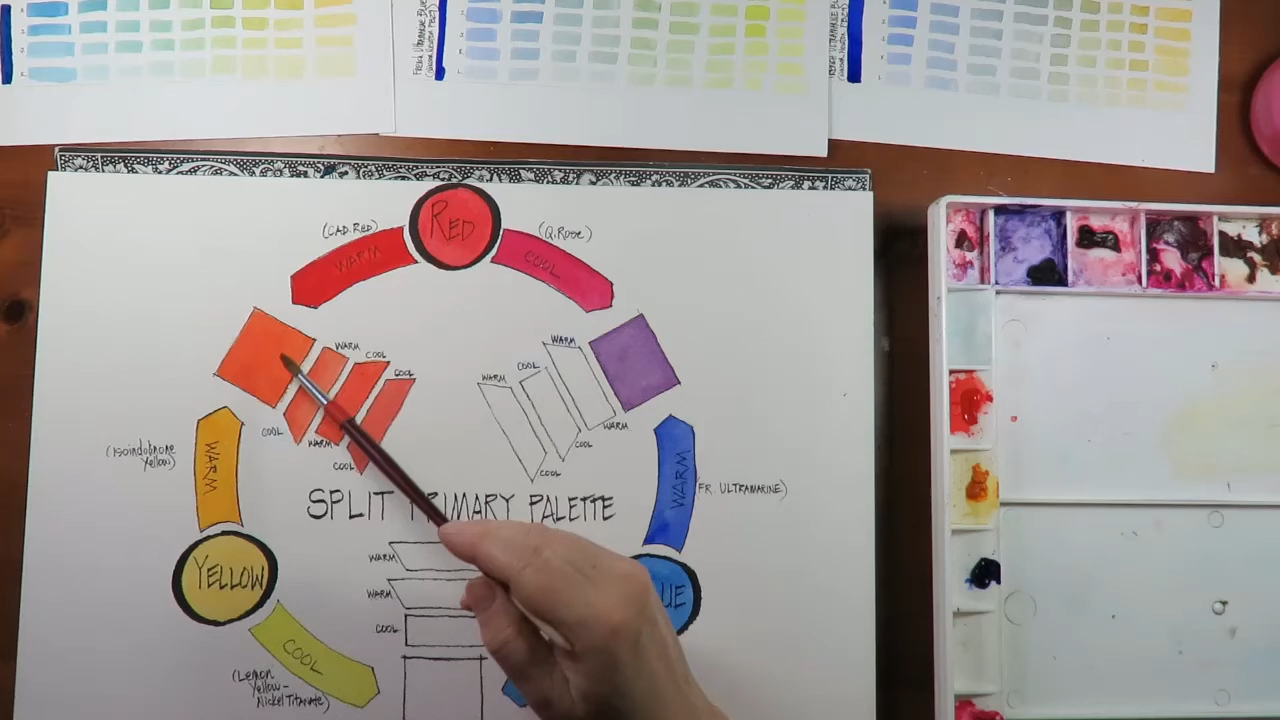 RED
(CAD.RED)
(Q.ROSE)
WARM
COOL
WARM
COOL
COOL
COOL
WARM
COOL
WARM
COOL
WARM
WARM
COOL
COOL
WARM
(FR. ULTRAMARINE)
(ISOINDOLINONE
YELLOW)
WARM
SPLIT PRIMARY PALETTE
YELLOW
UE
WARM
WARM
COOL
COOL
(LEMON
YELLOW-
NICKEL TITANATE)